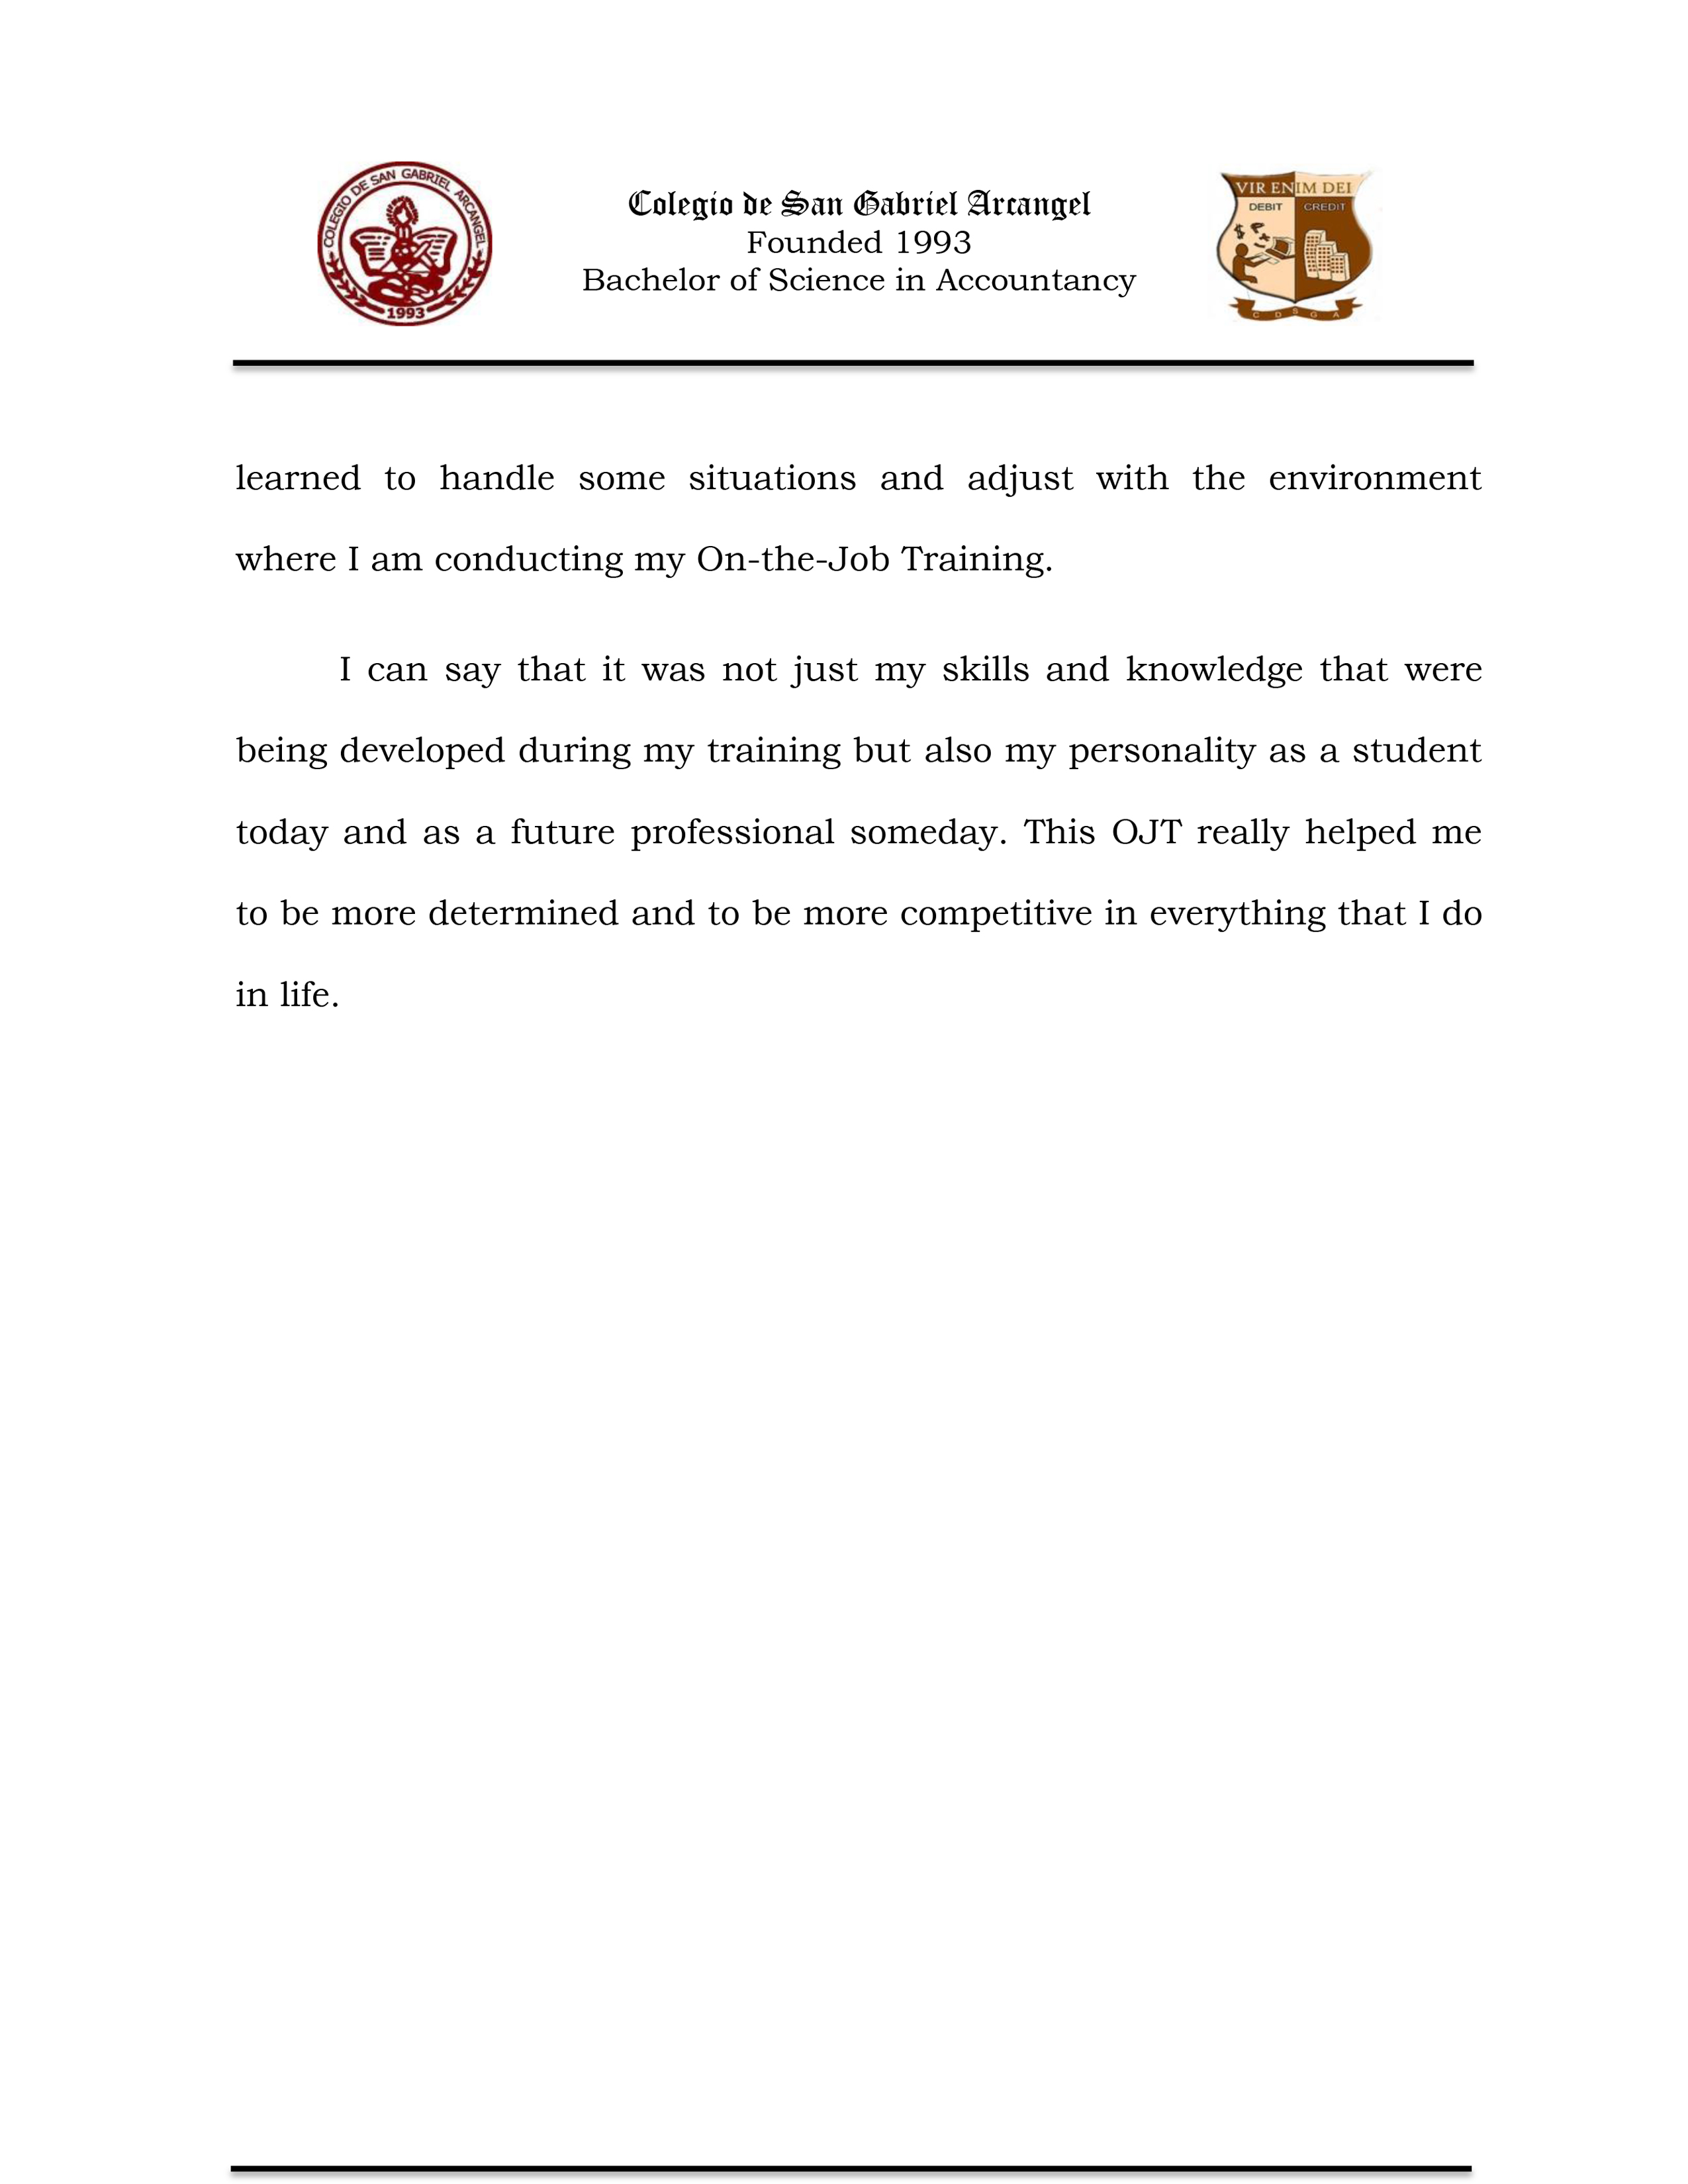 COLEGIO DE SAN GABRIEL ARCANGEL
1993
Colegio de San Gabriel Arcangel
Founded 1993
Bachelor of Science in Accountancy
VIR ENIM DEI
DEBIT CREDIT
C D S G A
learned to handle some situations and adjust with the environment
where I am conducting my On-the-Job Training.
I can say that it was not just my skills and knowledge that were
being developed during my training but also my personality as a student
today and as a future professional someday. This OJT really helped me
to be more determined and to be more competitive in everything that I do
in life.